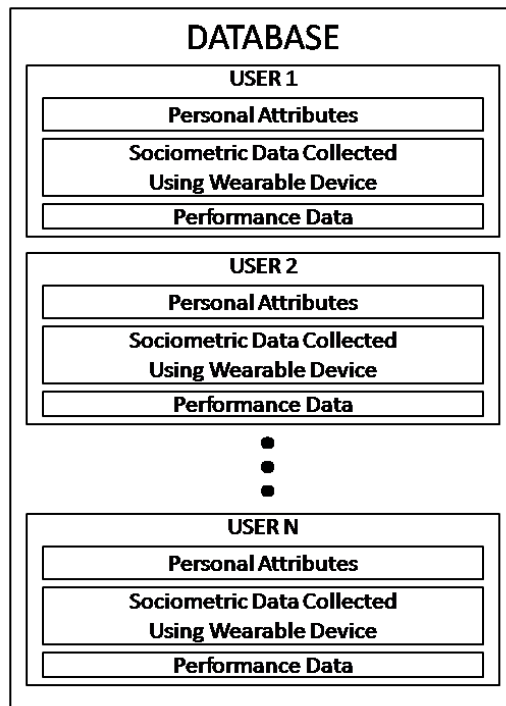 DATABASE
USER 1
Personal Attributes
Sociometric Data Collected
Using Wearable Device
Performance Data
USER 2
Personal Attributes
Sociometric Data Collected
Using Wearable Device
Performance Data
USER N
Personal Attributes
Sociometric Data Collected
Using Wearable Device
Performance Data